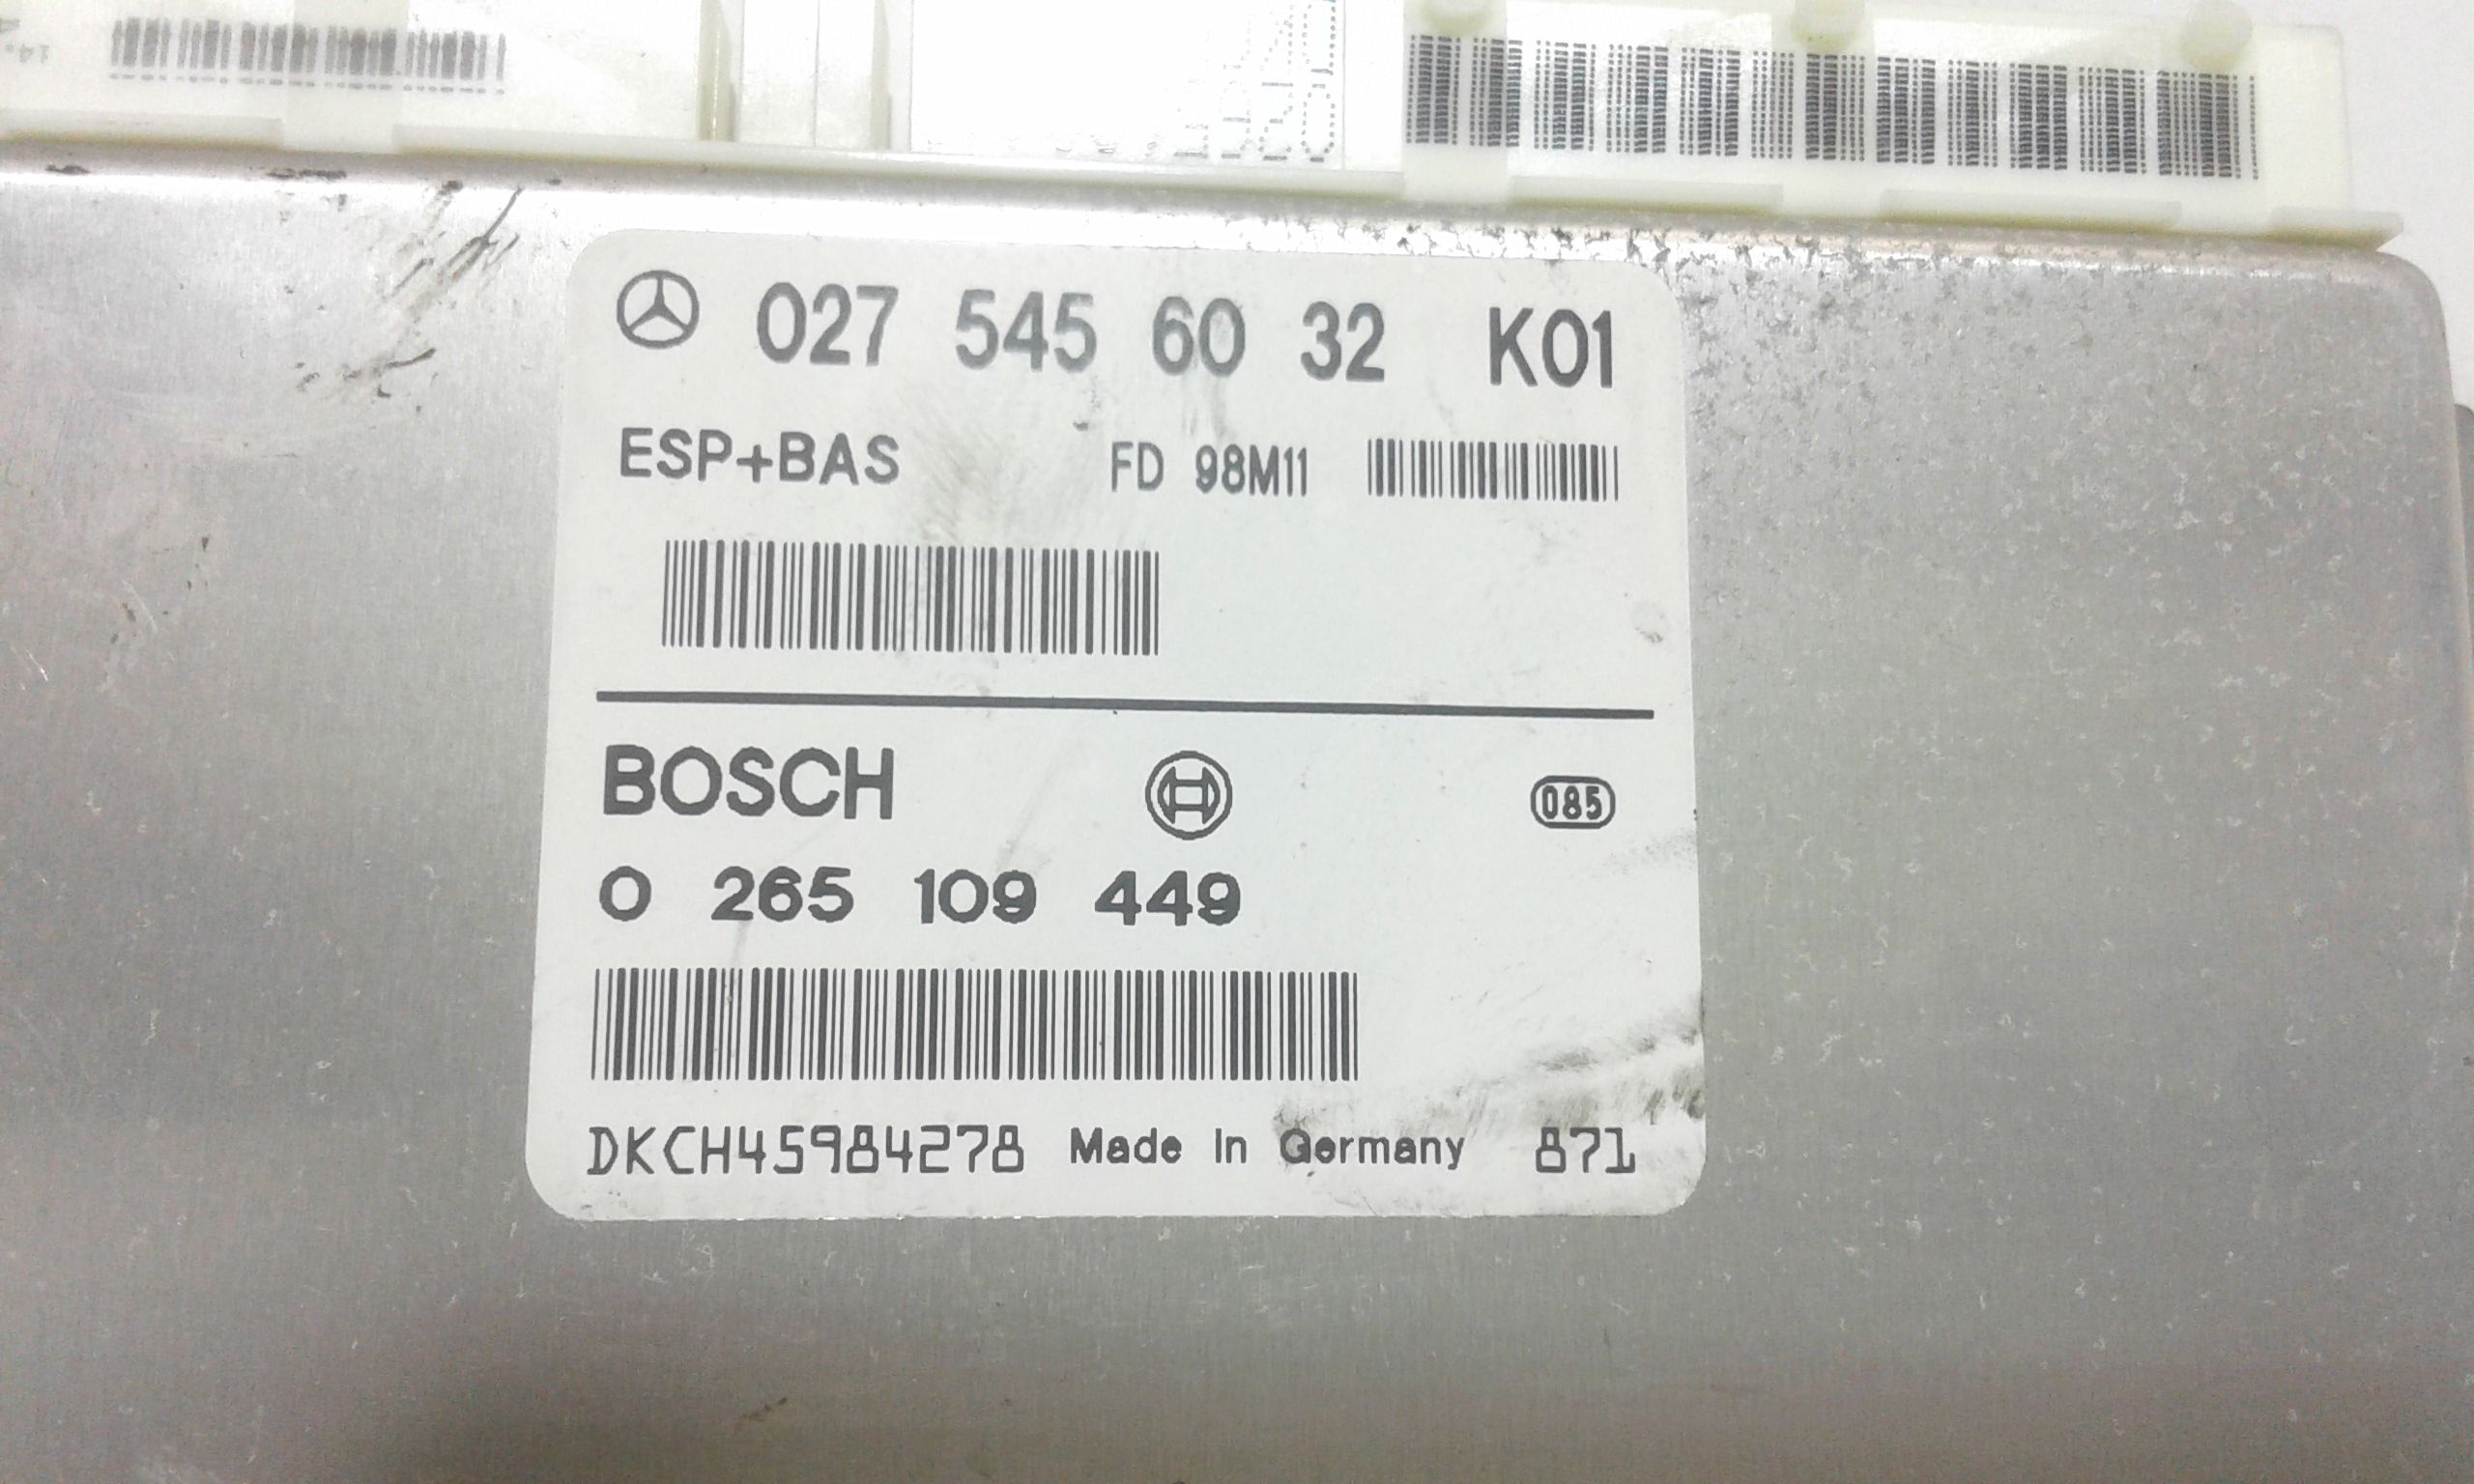 027 545 60 32 K01
ESP+BAS FD 98M11
BOSCH 085
0 265 109 449
DKCH45984278 Made in Germany 871